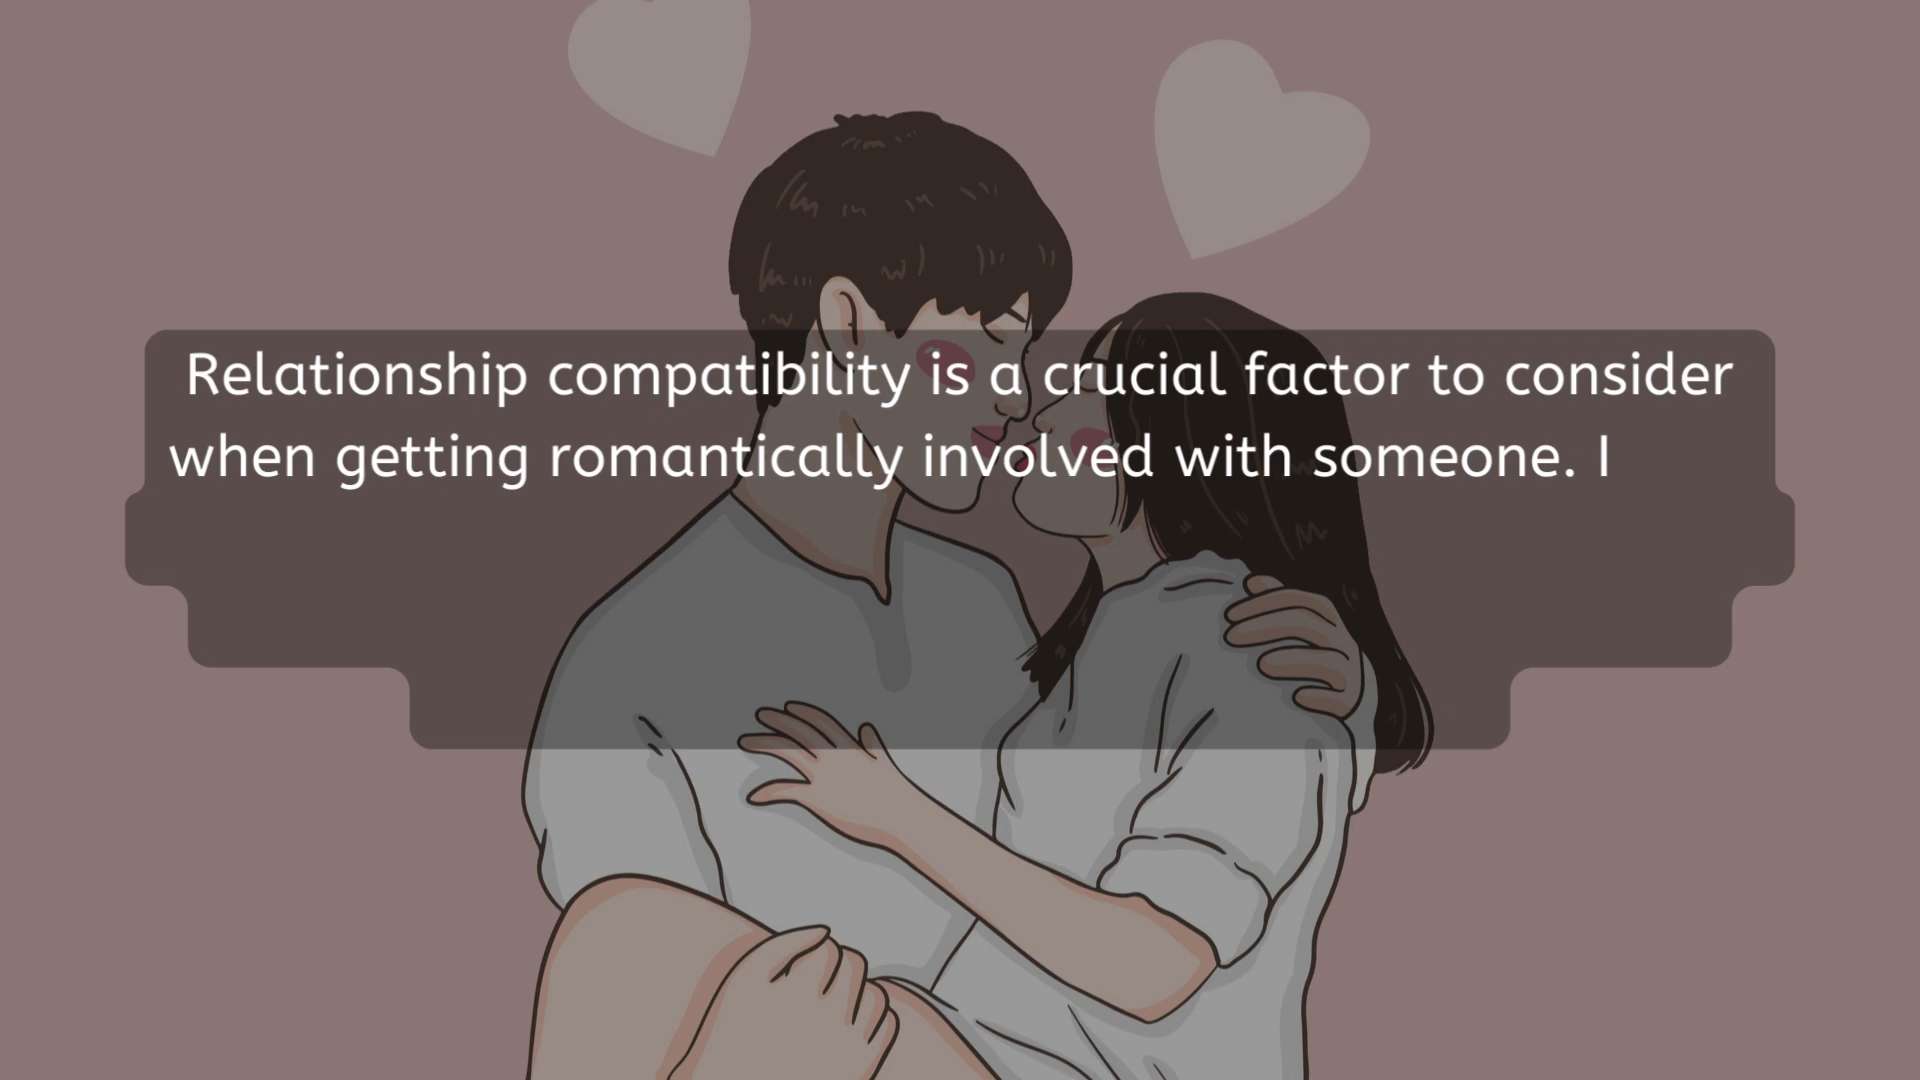 Relationship compatibility is a crucial factor to consider
when getting romantically involved with someone. I